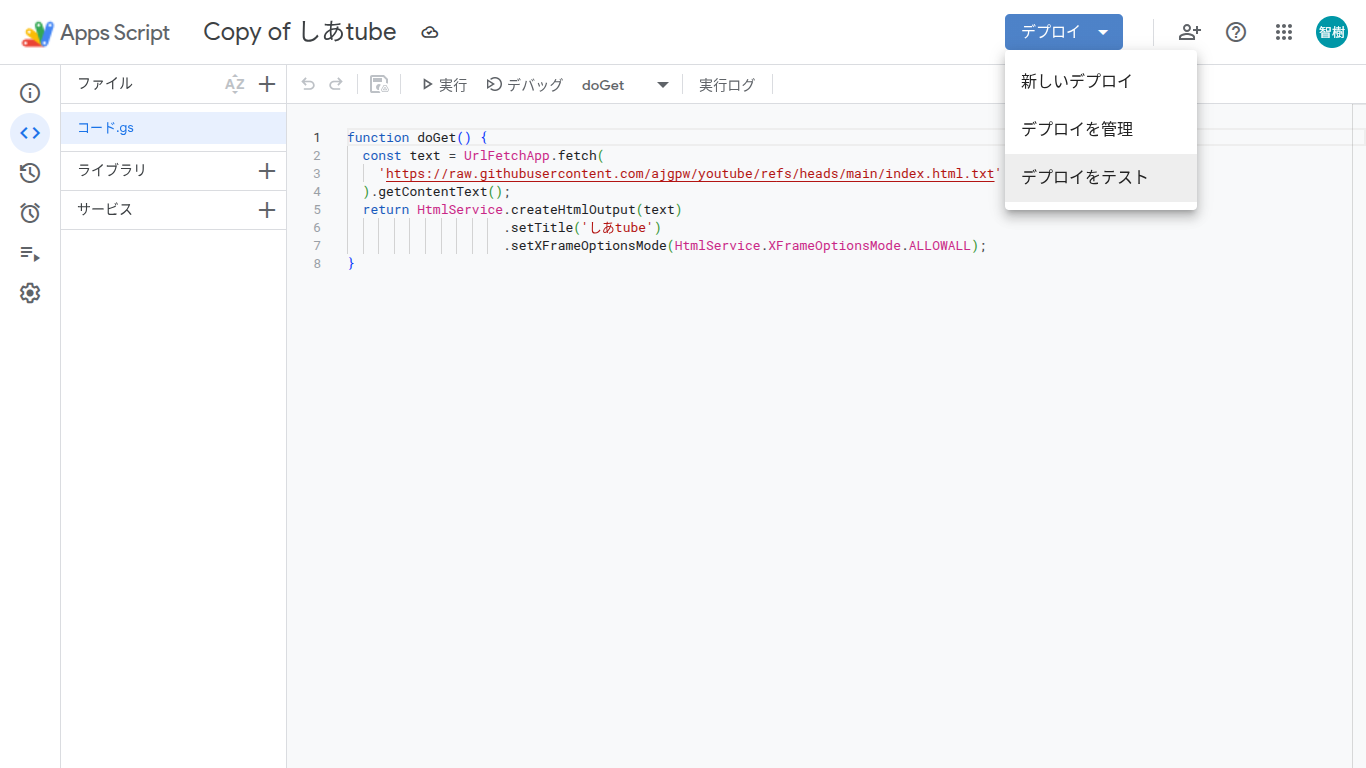 Apps Script
Copy of しあtube
デプロイ
智樹
新しいデプロイ
デプロイを管理
デプロイをテスト
ファイル
AZ
コード.gs
ライブラリ
サービス
実行
デバッグ
doGet
実行ログ
1 function doGet() {
2 const text = UrlFetchApp.fetch(
3 'https://raw.githubusercontent.com/ajgpw/youtube/refs/heads/main/index.html.txt'
4 ).getContentText();
5 return HtmlService.createHtmlOutput(text)
6 .setTitle('しあtube')
7 .setXFrameOptionsMode(HtmlService.XFrameOptionsMode.ALLOWALL);
8 }